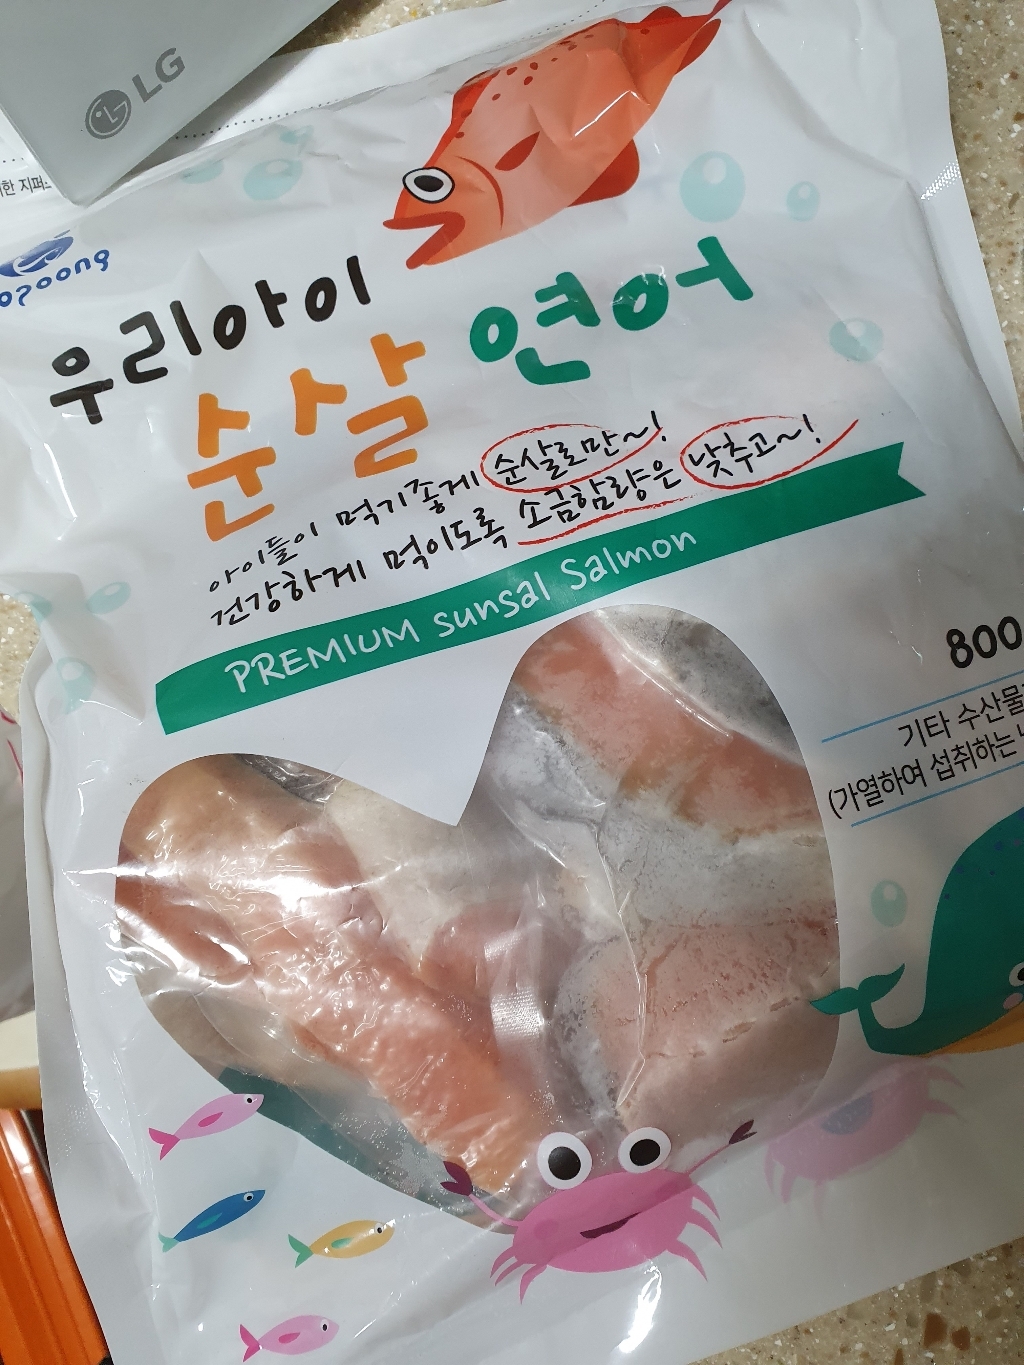 LG
우리아이
순살 연어
아이들이 먹기좋게 순살로만~!
건강하게 먹이도록 소금함량은 낮추고~!
PREMIUM sunsal Salmon
800
기타 수산물
(가열하여 섭취하는